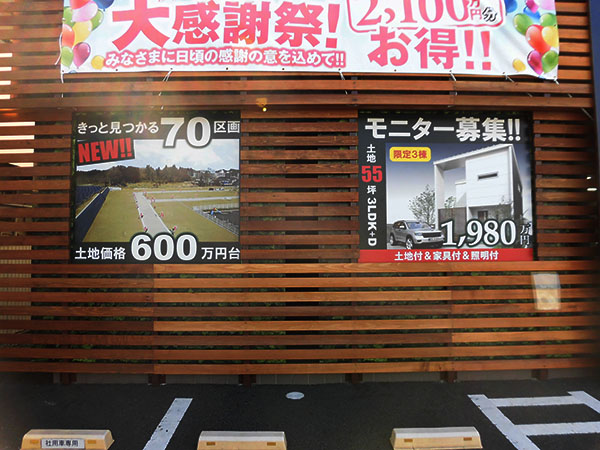 大感謝祭!
2,100万円分
お得!!
みなさまに日頃の感謝の意を込めて!!
きっと見つかる70区画
NEW!!
土地価格 600万円台
モニター募集!!
限定3棟
土地55坪 3LDK+D
1,980万円
土地付&家具付&照明付
社用車専用